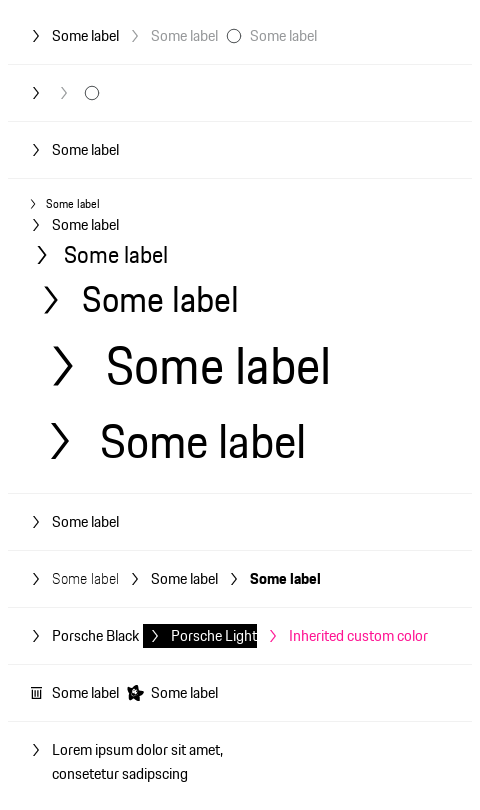 Some label Some label Some label
Some label
Some label
Some label
Some label
Some label
Some label
Some label
Some label
Some label Some label Some label
Porsche Black Porsche Light Inherited custom color
Some label Some label
Lorem ipsum dolor sit amet,
consetetur sadipscing